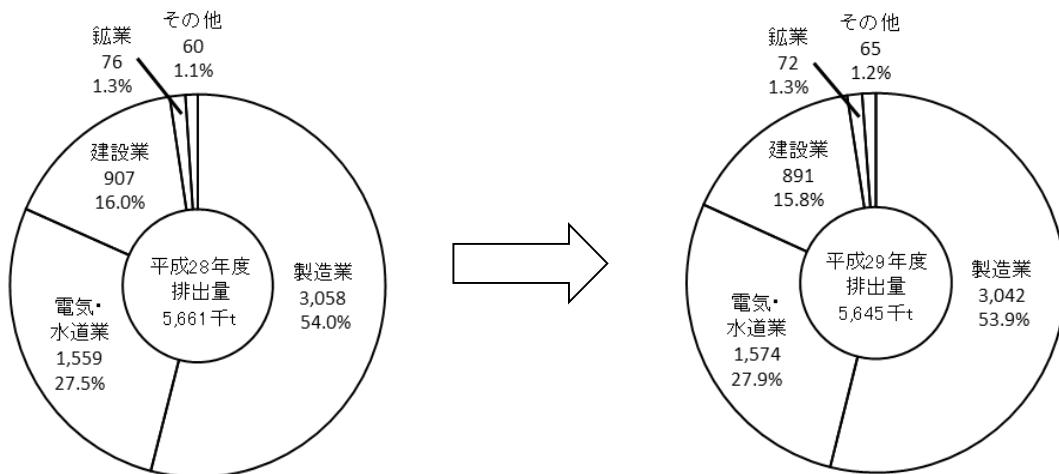 その他
60
1.1%
鉱業
76
1.3%
建設業
907
16.0%
平成28年度
排出量
5,661千t
製造業
3,058
54.0%
電気・
水道業
1,559
27.5%
その他
65
1.2%
鉱業
72
1.3%
建設業
891
15.8%
平成29年度
排出量
5,645千t
製造業
3,042
53.9%
電気・
水道業
1,574
27.9%